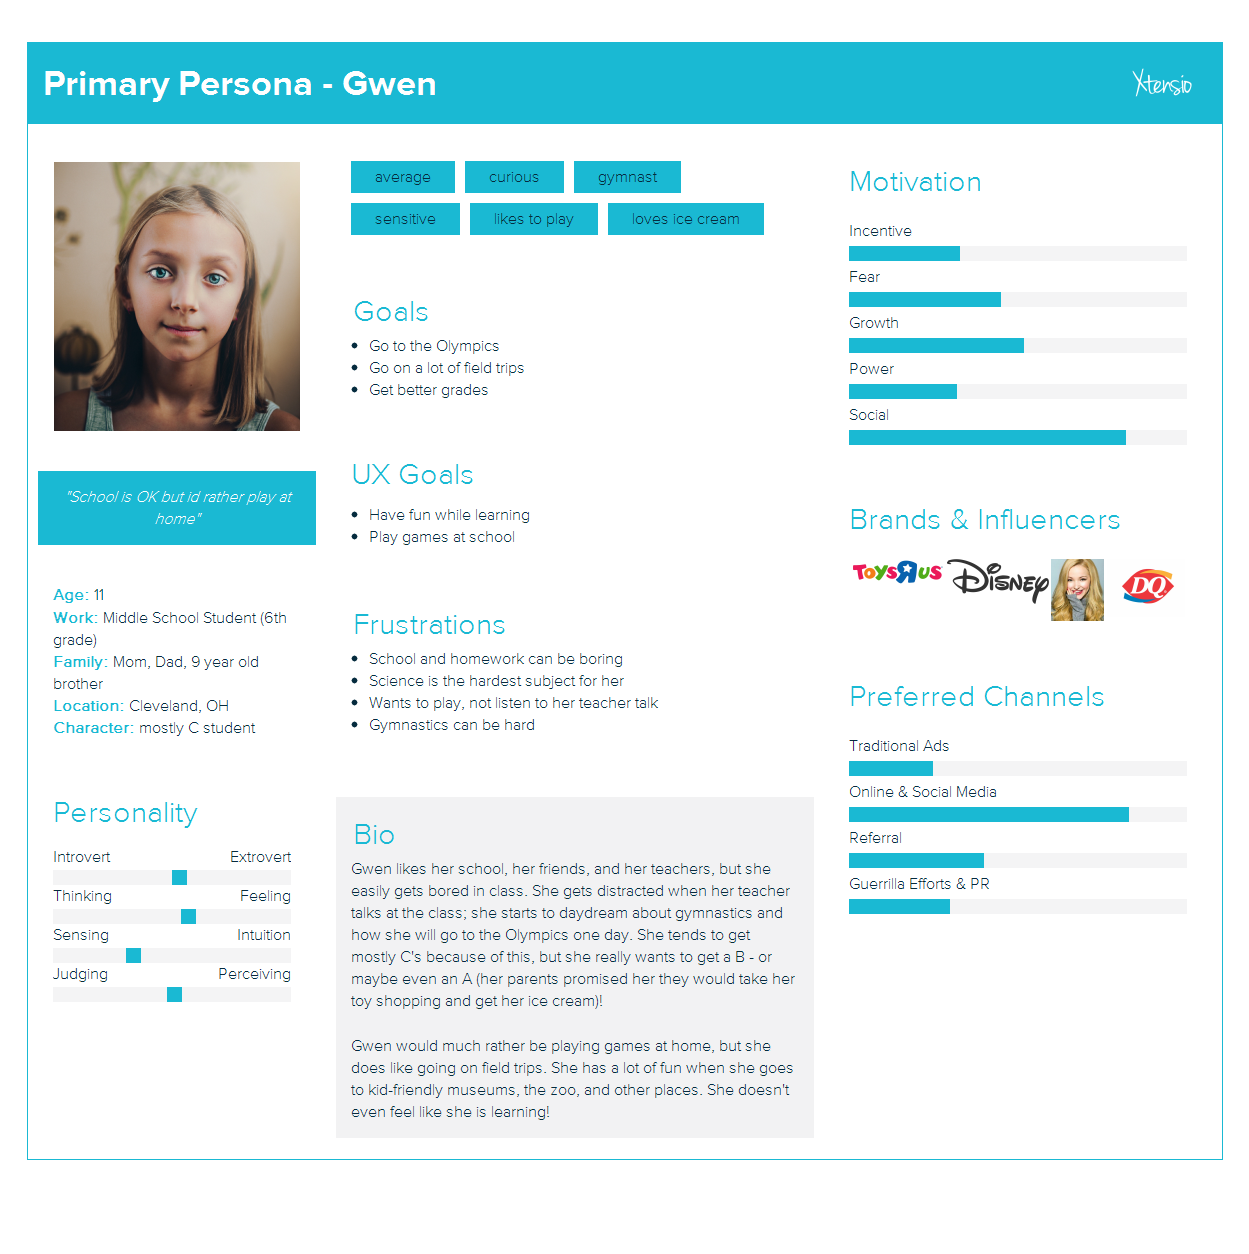 Primary Persona - Gwen
Xtensio
average
curious
gymnast
sensitive
likes to play
loves ice cream
"School is OK but id rather play at
home"
Age: 11
Work: Middle School Student (6th
grade)
Family: Mom, Dad, 9 year old
brother
Location: Cleveland, OH
Character: mostly C student
Personality
Introvert Extrovert
Thinking Feeling
Sensing Intuition
Judging Perceiving
Goals
Go to the Olympics
Go on a lot of field trips
Get better grades
UX Goals
Have fun while learning
Play games at school
Frustrations
School and homework can be boring
Science is the hardest subject for her
Wants to play, not listen to her teacher talk
Gymnastics can be hard
Bio
Gwen likes her school, her friends, and her teachers, but she
easily gets bored in class. She gets distracted when her teacher
talks at the class; she starts to daydream about gymnastics and
how she will go to the Olympics one day. She tends to get
mostly C's because of this, but she really wants to get a B - or
maybe even an A (her parents promised her they would take her
toy shopping and get her ice cream)!
Gwen would much rather be playing games at home, but she
does like going on field trips. She has a lot of fun when she goes
to kid-friendly museums, the zoo, and other places. She doesn't
even feel like she is learning!
Motivation
Incentive
Fear
Growth
Power
Social
Brands & Influencers
TOYSRUS
DISNEY
DQ
Preferred Channels
Traditional Ads
Online & Social Media
Referral
Guerrilla Efforts & PR